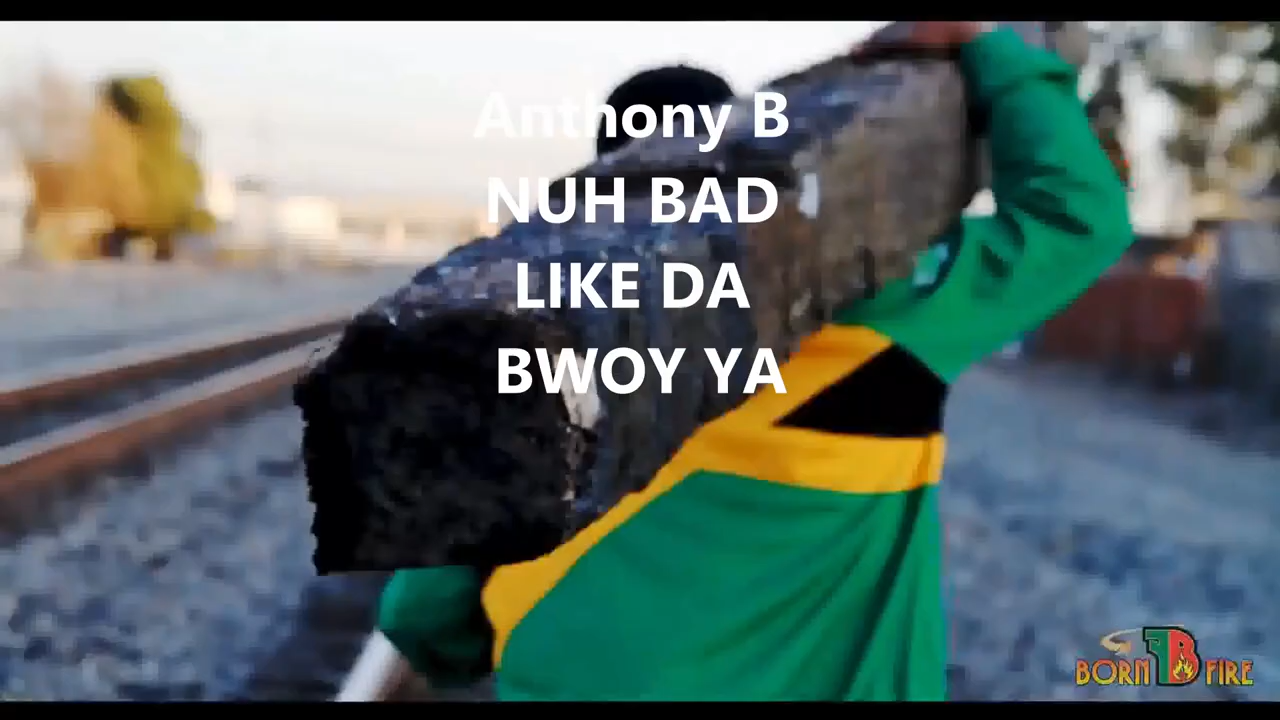 Anthony B
NUH BAD
LIKE DA
BWOY YA
BORN B FIRE